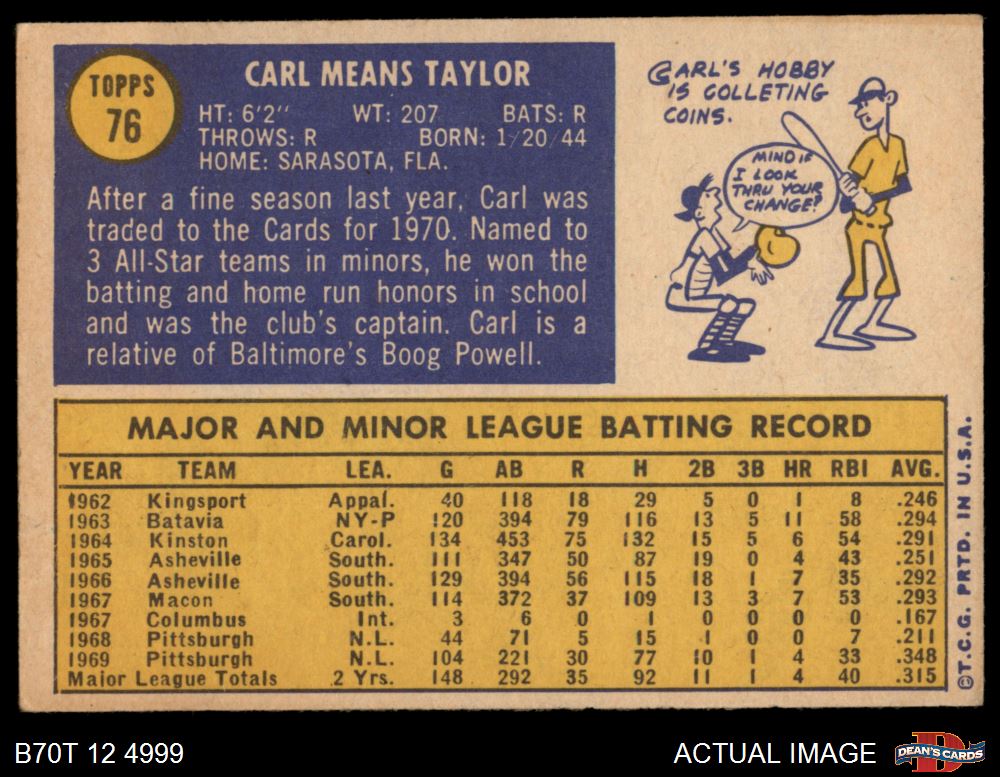 TOPPS
76
CARL MEANS TAYLOR
HT: 6'2" WT: 207 BATS: R
THROWS: R BORN: 1/20/44
HOME: SARASOTA, FLA.
After a fine season last year, Carl was
traded to the Cards for 1970. Named to
3 All-Star teams in minors, he won the
batting and home run honors in school
and was the club's captain. Carl is a
relative of Baltimore's Boog Powell.
CARL'S HOBBY
IS COLLETING
COINS.
MIND IF
I LOOK
THRU YOUR
CHANGE?
MAJOR AND MINOR LEAGUE BATTING RECORD
YEAR TEAM LEA. G AB R H 2B 3B HR RBI AVG.
1962 Kingsport Appal. 40 118 18 29 5 0 1 8 .246
1963 Batavia NY-P 120 394 79 116 13 5 11 58 .294
1964 Kinston Carol. 134 453 75 132 15 5 6 54 .291
1965 Asheville South. 111 347 50 87 19 0 4 43 .251
1966 Asheville South. 129 394 56 115 18 1 7 35 .292
1967 Macon South. 114 372 37 109 13 3 7 53 .293
1967 Columbus Int. 3 6 0 1 0 0 0 0 .167
1968 Pittsburgh N.L. 44 71 5 15 1 0 0 7 .211
1969 Pittsburgh N.L. 104 221 30 77 10 1 4 33 .348
Major League Totals 2 Yrs. 148 292 35 92 11 1 4 40 .315
©T.C.G. PRTD. IN U.S.A.
B70T 12 4999
ACTUAL IMAGE
DEAN'S CARDS